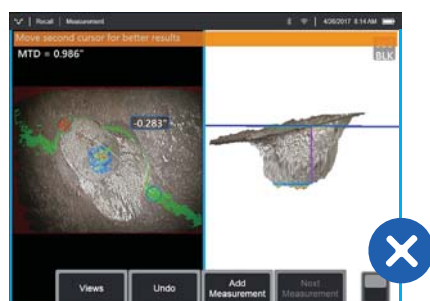 Recall | Measurement
4/26/2017 8:14 AM
Move second cursor for better results
MTD = 0.986"
BLK
-0.283"
Views
Undo
Add
Measurement
Next
Measurement